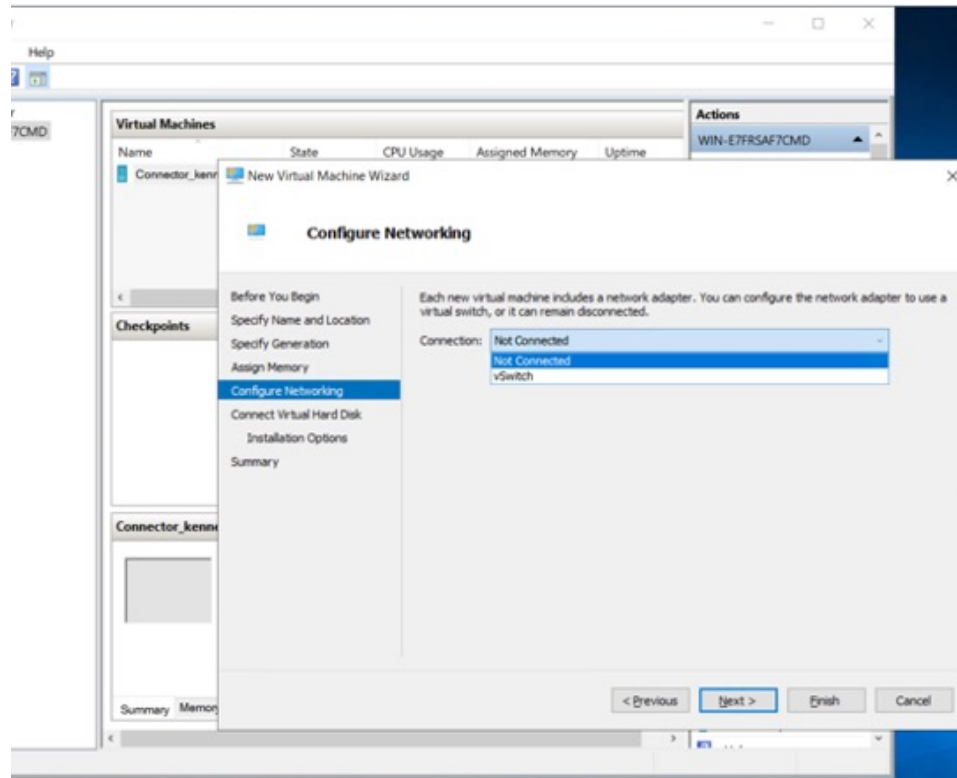 Help
7CMD
Virtual Machines
Name State CPU Usage Assigned Memory Uptime
Connector_kenn
Actions
WIN-E7FRSAF7CMD
New Virtual Machine Wizard
Configure Networking
Before You Begin
Specify Name and Location
Specify Generation
Assign Memory
Configure Networking
Connect Virtual Hard Disk
Installation Options
Summary
Each new virtual machine includes a network adapter. You can configure the network adapter to use a
virtual switch, or it can remain disconnected.
Connection: Not Connected
Not Connected
vSwitch
Checkpoints
Connector_kenne
Summary Memory
< Previous Next > Finish Cancel